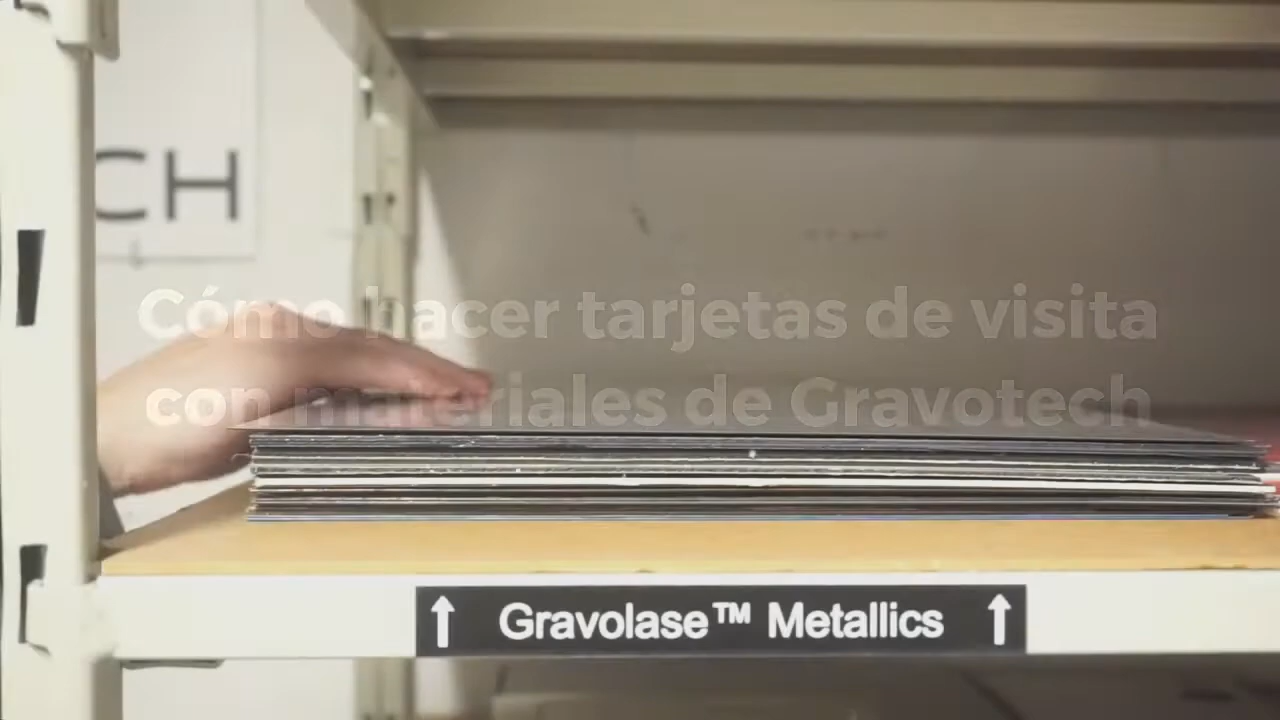 CH
Cómo hacer tarjetas de visita
con materiales de Gravotech
↑ Gravolase™ Metallics ↑